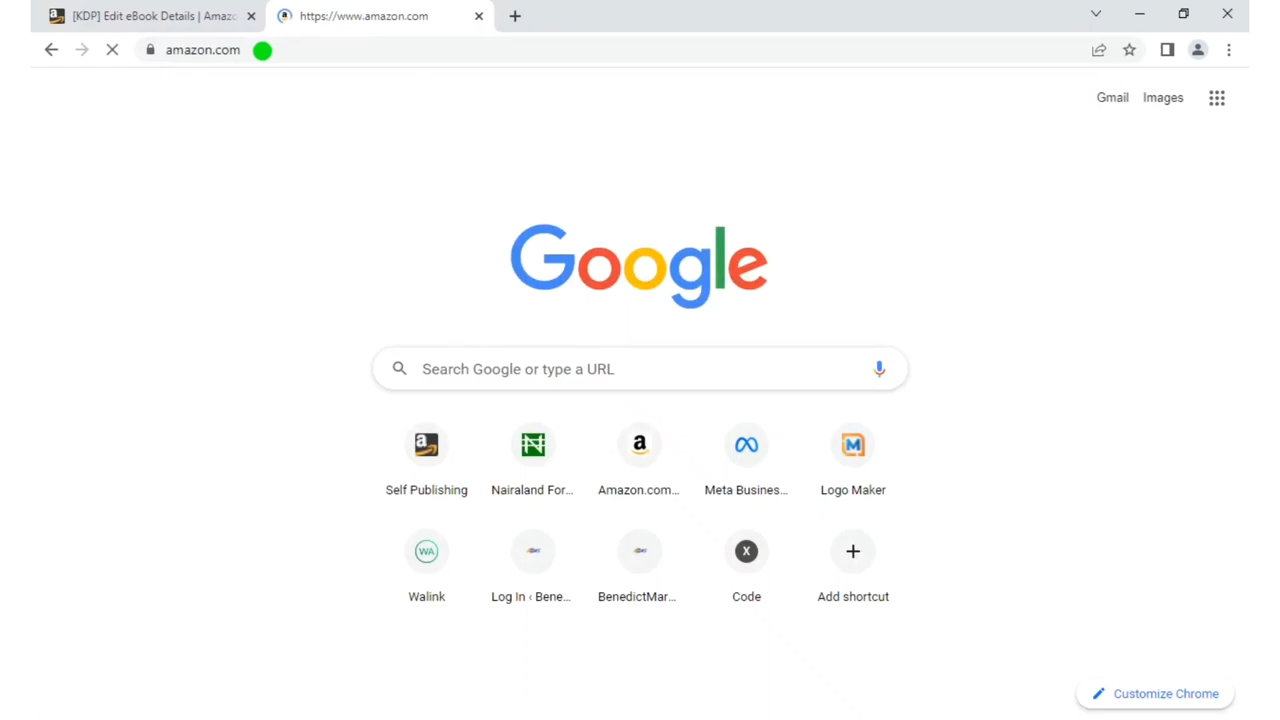 [KDP] Edit eBook Details | Amazo
https://www.amazon.com
amazon.com
Gmail Images
Google
Search Google or type a URL
Self Publishing
Nairaland For...
Amazon.com...
Meta Busines...
Logo Maker
WA
X
Walink
Log In ‹ Bene...
BenedictMar...
Code
Add shortcut
Customize Chrome